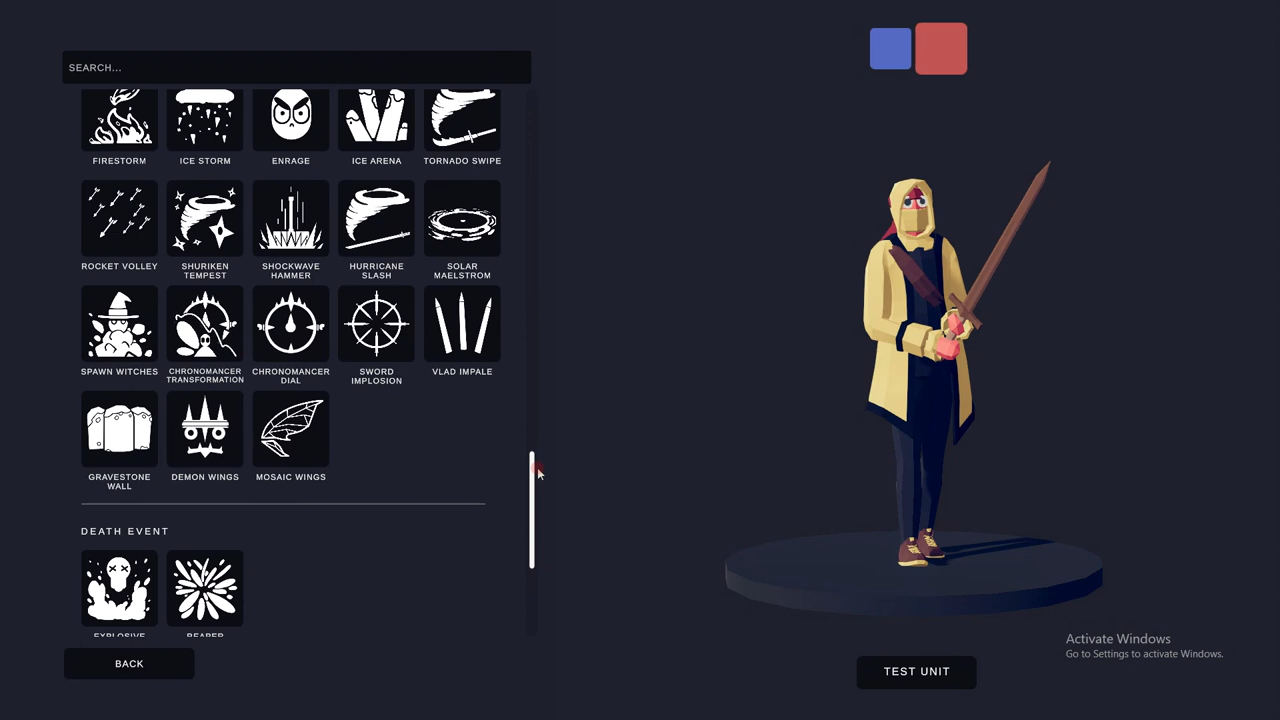 SEARCH...
FIRESTORM
ICE STORM
ENRAGE
ICE ARENA
TORNADO SWIPE
ROCKET VOLLEY
SHURIKEN
TEMPEST
SHOCKWAVE
HAMMER
HURRICANE
SLASH
SOLAR
MAELSTROM
SPAWN WITCHES
CHRONOMANCER
TRANSFORMATION
CHRONOMANCER
DIAL
SWORD
IMPLOSION
VLAD IMPALE
GRAVESTONE
WALL
DEMON WINGS
MOSAIC WINGS
DEATH EVENT
EXPLOSIVE
REAPER
BACK
TEST UNIT
Activate Windows
Go to Settings to activate Windows.